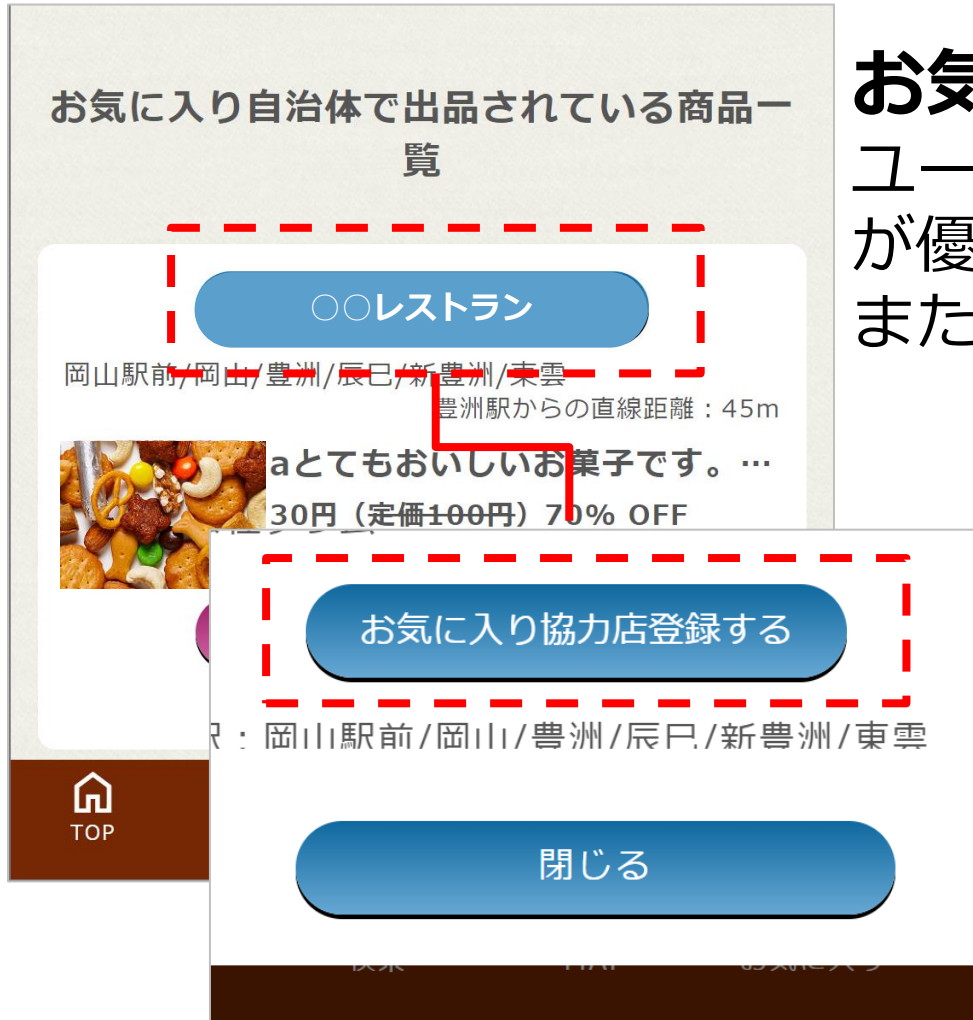 お気に入り自治体で出品されている商品一
覧
○○レストラン
岡山駅前/岡山/豊洲/辰巳/新豊洲/東雲
豊洲駅からの直線距離：45m
aとてもおいしいお菓子です。…
30円（定価100円）70% OFF
お気に入り協力店登録する
：岡山駅前/岡山/豊洲/辰巳/新豊洲/東雲
閉じる
TOP
お気
ユー
が優
また